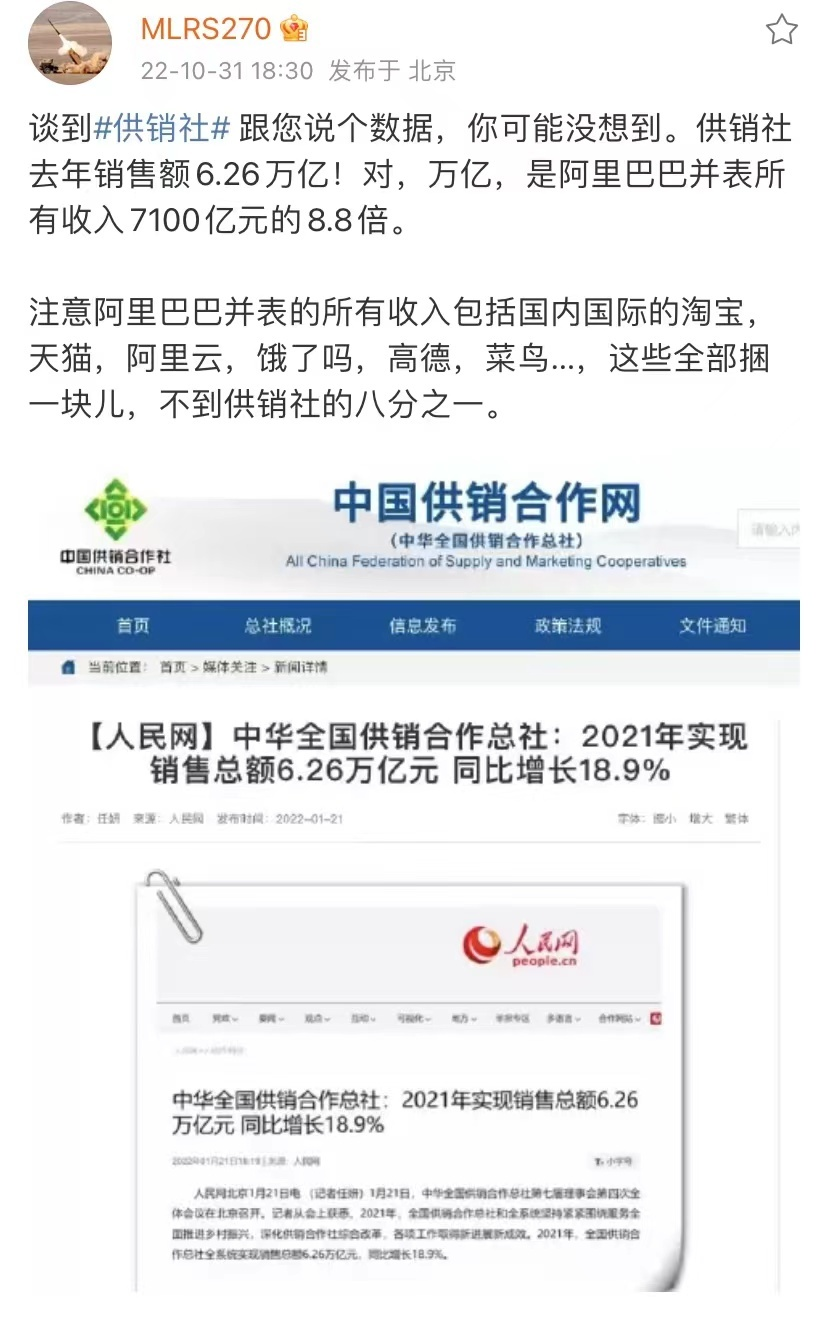 MLRS270
22-10-31 18:30 发布于 北京
谈到#供销社# 跟您说个数据，你可能没想到。供销社
去年销售额6.26万亿！对，万亿，是阿里巴巴并表所
有收入7100亿元的8.8倍。
注意阿里巴巴并表的所有收入包括国内国际的淘宝，
天猫，阿里云，饿了吗，高德，菜鸟...，这些全部捆
一块儿，不到供销社的八分之一。
中国供销合作社
CHINA CO-OP
中国供销合作网
（中华全国供销合作总社）
All China Federation of Supply and Marketing Cooperatives
请输入内
首页 总社概况 信息发布 政策法规 文件通知
当前位置： 首页 > 媒体关注 > 新闻详情
【人民网】中华全国供销合作总社：2021年实现
销售总额6.26万亿元 同比增长18.9%
作者：任妍 来源：人民网 发布时间：2022-01-21 字体：缩小 增大 繁体
人民网
people.cn
首页 党政 要闻 观点 互动 可视化 地方 举报专区 多语言 合作网站
中华全国供销合作总社：2021年实现销售总额6.26
万亿元 同比增长18.9%
2022年01月21日18:19 | 来源：人民网 小字号
人民网北京1月21日电 （记者任妍）1月21日，中华全国供销合作总社第七届理事会第四次全
体会议在北京召开。记者从会上获悉，2021年，全国供销合作总社和全系统坚持紧紧围绕服务全
面推进乡村振兴，深化供销合作社综合改革，各项工作取得新进展新成效。2021年，全国供销合
作总社全系统实现销售总额6.26万亿元，同比增长18.9%。